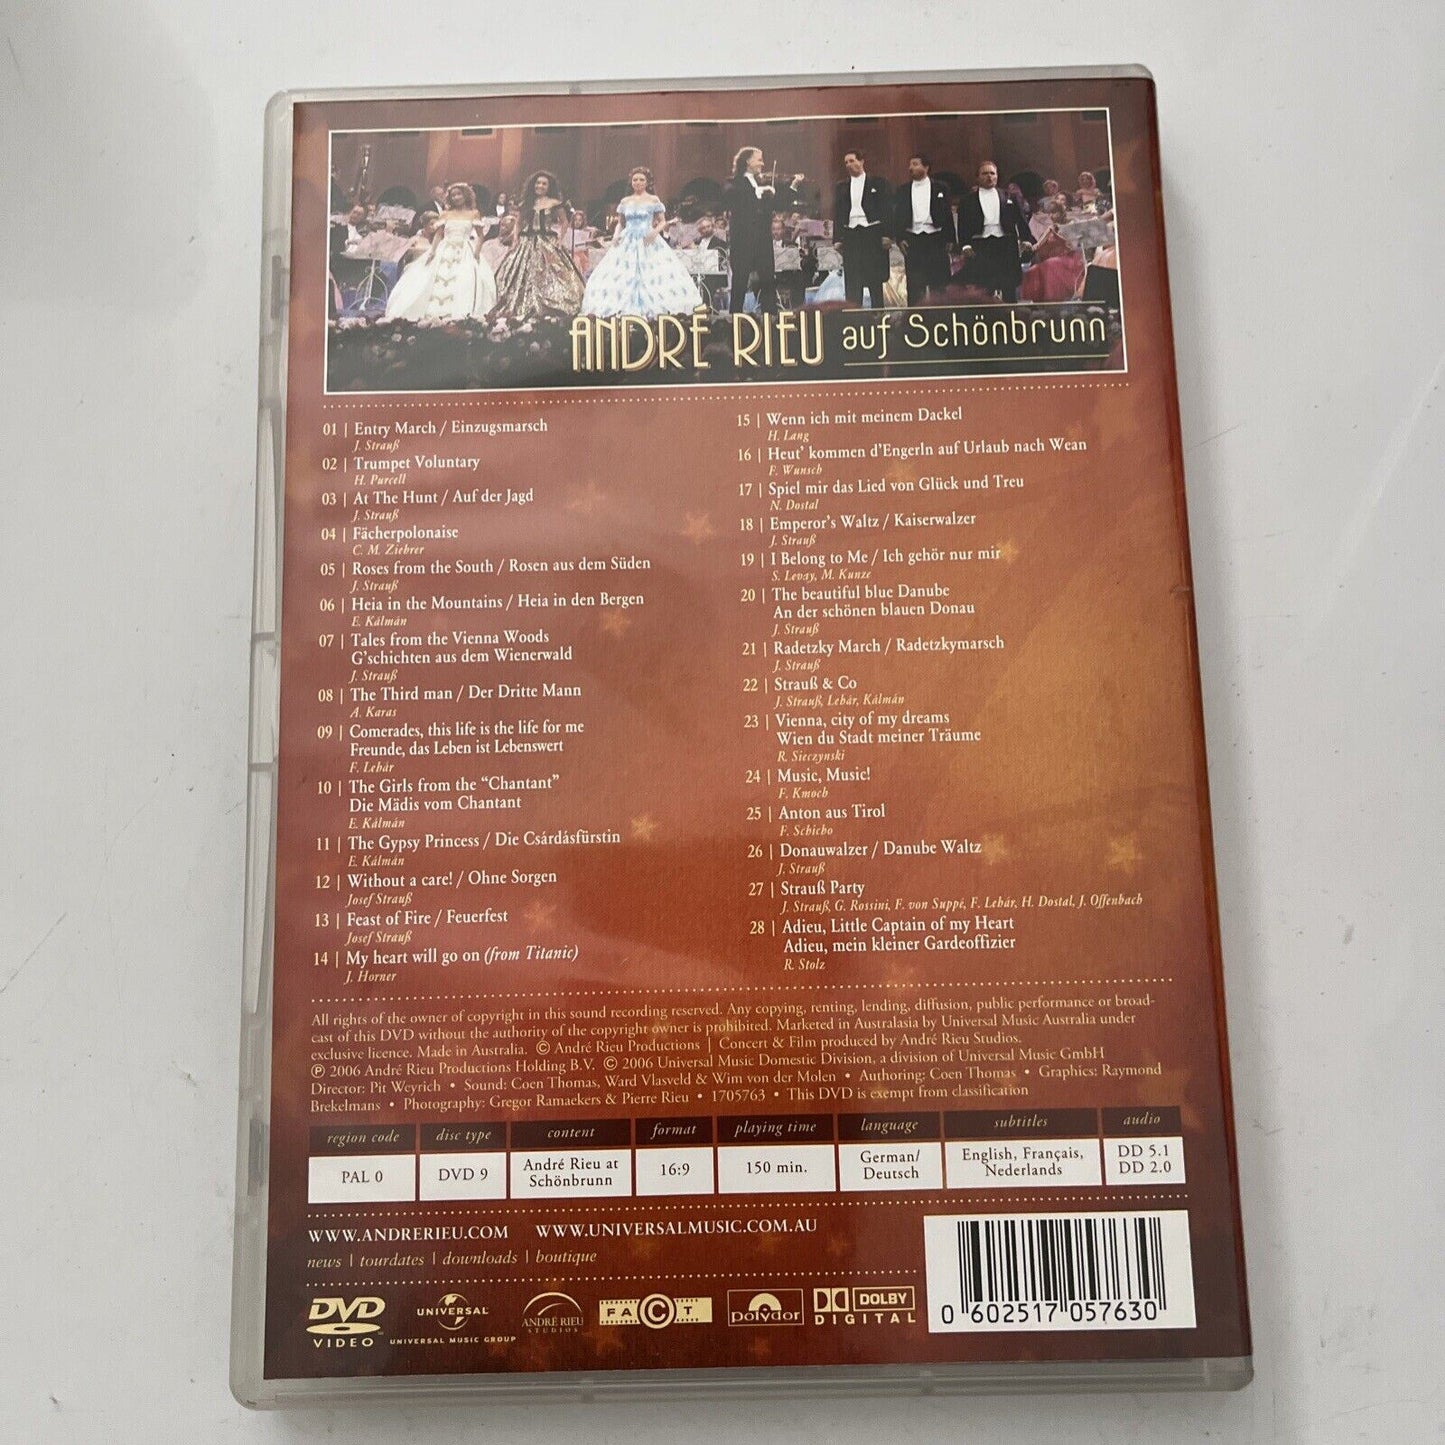 ANDRÉ RIEU auf Schönbrunn
01 | Entry March / Einzugsmarsch
J. Strauß
02 | Trumpet Voluntary
H. Purcell
03 | At The Hunt / Auf der Jagd
J. Strauß
04 | Fächerpolonaise
C. M. Ziehrer
05 | Roses from the South / Rosen aus dem Süden
J. Strauß
06 | Heia in the Mountains / Heia in den Bergen
E. Kálmán
07 | Tales from the Vienna Woods
G'schichten aus dem Wienerwald
J. Strauß
08 | The Third man / Der Dritte Mann
A. Karas
09 | Comerades, this life is the life for me
Freunde, das Leben ist Lebenswert
F. Lehár
10 | The Girls from the “Chantant”
Die Mädis vom Chantant
E. Kálmán
11 | The Gypsy Princess / Die Csárdásfürstin
E. Kálmán
12 | Without a care! / Ohne Sorgen
Josef Strauß
13 | Feast of Fire / Feuerfest
Josef Strauß
14 | My heart will go on (from Titanic)
J. Horner
15 | Wenn ich mit meinem Dackel
H. Lang
16 | Heut' kommen d'Engerln auf Urlaub nach Wean
F. Wunsch
17 | Spiel mir das Lied von Glück und Treu
N. Dostal
18 | Emperor's Waltz / Kaiserwalzer
J. Strauß
19 | I Belong to Me / Ich gehör nur mir
S. Levay, M. Kunze
20 | The beautiful blue Danube
An der schönen blauen Donau
J. Strauß
21 | Radetzky March / Radetzkymarsch
J. Strauß
22 | Strauß & Co
J. Strauß, Lehár, Kálmán
23 | Vienna, city of my dreams
Wien du Stadt meiner Träume
R. Sieczynski
24 | Music, Music!
F. Kmoch
25 | Anton aus Tirol
F. Schicho
26 | Donauwalzer / Danube Waltz
J. Strauß
27 | Strauß Party
J. Strauß, G. Rossini, F. von Suppé, F. Lehár, H. Dostal, J. Offenbach
28 | Adieu, Little Captain of my Heart
Adieu, mein kleiner Gardeoffizier
R. Stolz
All rights of the owner of copyright in this sound recording reserved. Any copying, renting, lending, diffusion, public performance or broad-
cast of this DVD without the authority of the copyright owner is prohibited. Marketed in Australasia by Universal Music Australia under
exclusive licence. Made in Australia. © André Rieu Productions | Concert & Film produced by André Rieu Studios.
℗ 2006 André Rieu Productions Holding B.V. © 2006 Universal Music Domestic Division, a division of Universal Music GmbH
Director: Pit Weyrich • Sound: Coen Thomas, Ward Vlasveld & Wim von der Molen • Authoring: Coen Thomas • Graphics: Raymond
Brekelmans • Photography: Gregor Ramaekers & Pierre Rieu • 1705763 • This DVD is exempt from classification
region code disc type content format playing time language subtitles audio
PAL 0 DVD 9 André Rieu at Schönbrunn 16:9 150 min. German/ Deutsch English, Français, Nederlands DD 5.1 DD 2.0
WWW.ANDRERIEU.COM WWW.UNIVERSALMUSIC.COM.AU
news | tourdates | downloads | boutique
DVD VIDEO
UNIVERSAL
UNIVERSAL MUSIC GROUP
ANDRÉ RIEU STUDIOS
FACT
polydor
DOLBY DIGITAL
0 602517 057630